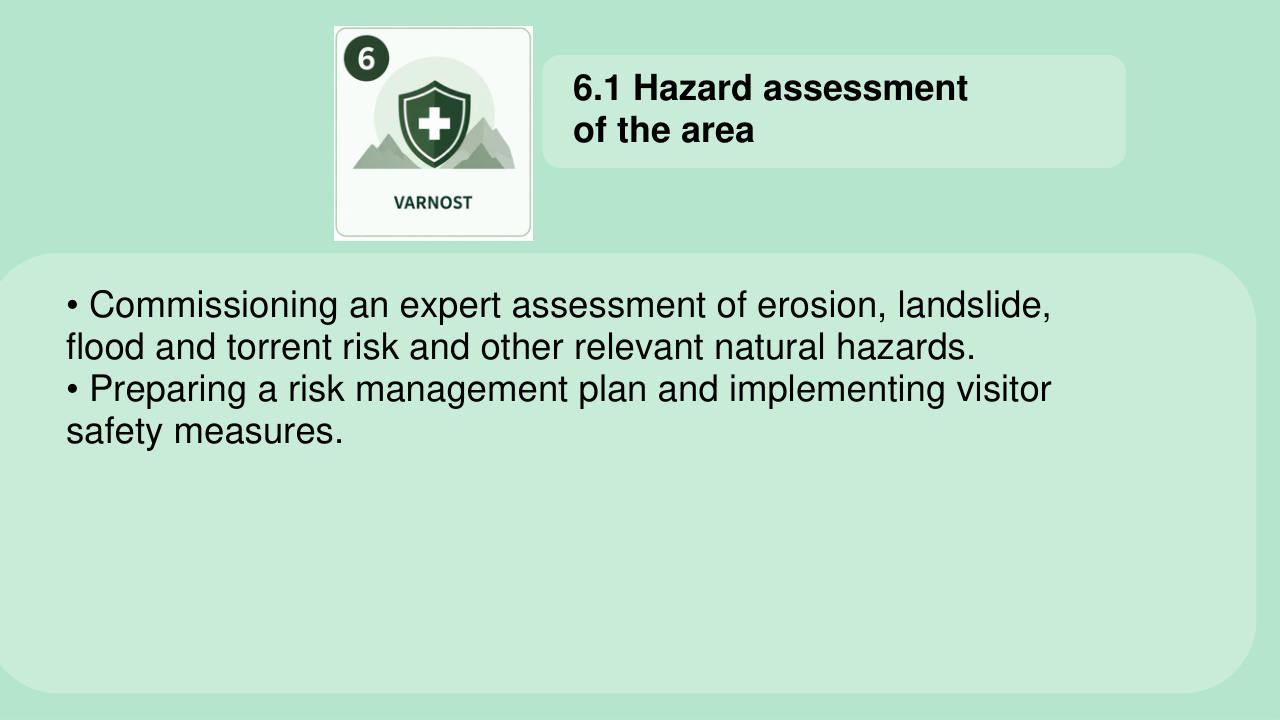 6
VARNOST
6.1 Hazard assessment
of the area
• Commissioning an expert assessment of erosion, landslide,
flood and torrent risk and other relevant natural hazards.
• Preparing a risk management plan and implementing visitor
safety measures.